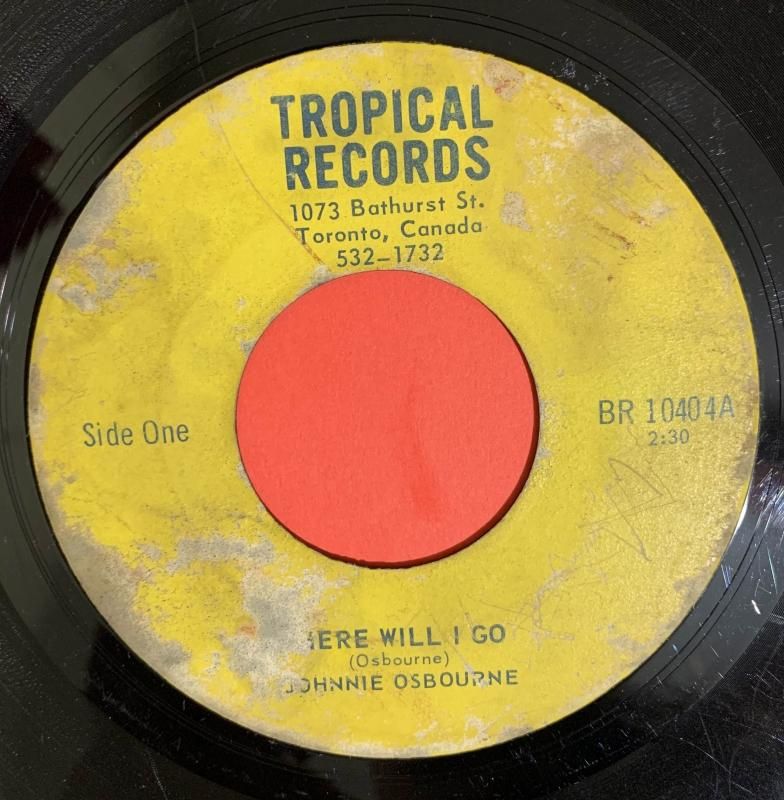 TROPICAL
RECORDS
1073 Bathurst St.
Toronto, Canada
532-1732
Side One
BR 10404A
2:30
HERE WILL I GO
(Osbourne)
JOHNNIE OSBOURNE